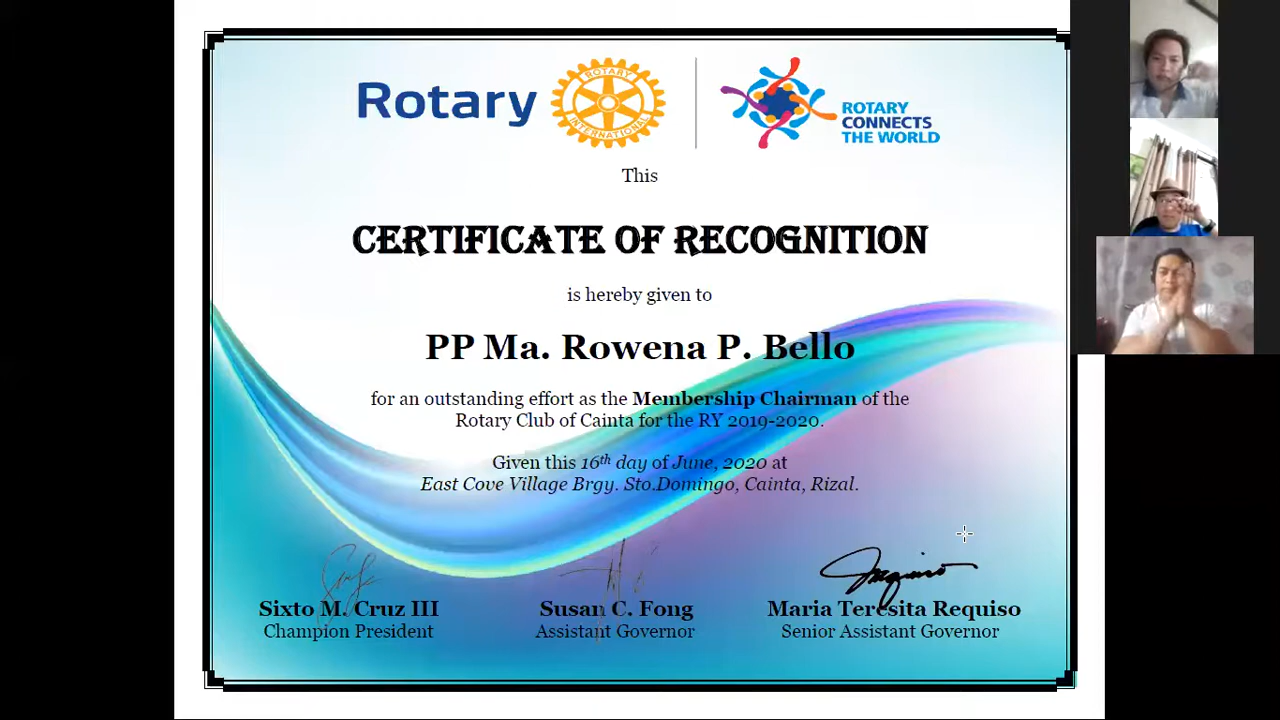 Rotary
ROTARY
INTERNATIONAL
ROTARY
CONNECTS
THE WORLD
This
CERTIFICATE OF RECOGNITION
is hereby given to
PP Ma. Rowena P. Bello
for an outstanding effort as the Membership Chairman of the
Rotary Club of Cainta for the RY 2019-2020.
Given this 16th day of June, 2020 at
East Cove Village Brgy. Sto.Domingo, Cainta, Rizal.
Requiso
Sixto M. Cruz III
Susan C. Fong
Maria Teresita Requiso
Champion President
Assistant Governor
Senior Assistant Governor